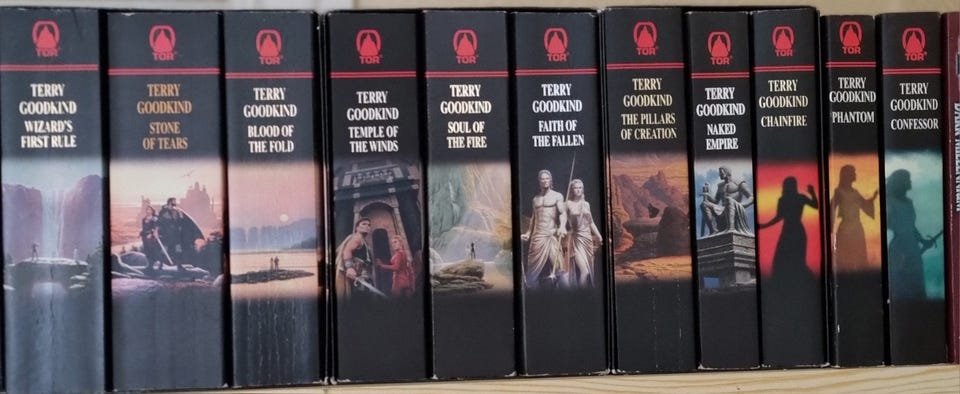 TOR
TERRY
GOODKIND
WIZARD'S
FIRST RULE
TOR
TERRY
GOODKIND
STONE
OF TEARS
TOR
TERRY
GOODKIND
BLOOD OF
THE FOLD
TOR
TERRY
GOODKIND
TEMPLE OF
THE WINDS
TOR
TERRY
GOODKIND
SOUL OF
THE FIRE
TOR
TERRY
GOODKIND
FAITH OF
THE FALLEN
TOR
TERRY
GOODKIND
THE PILLARS
OF CREATION
TOR
TERRY
GOODKIND
NAKED
EMPIRE
TOR
TERRY
GOODKIND
CHAINFIRE
TOR
TERRY
GOODKIND
PHANTOM
TOR
TERRY
GOODKIND
CONFESSOR